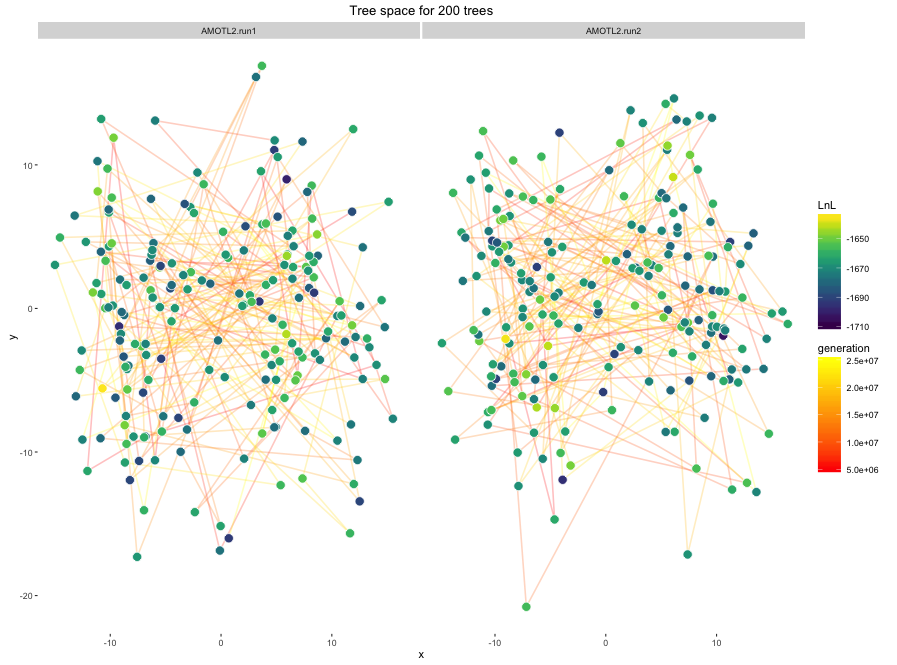 Tree space for 200 trees
AMOTL2.run1
AMOTL2.run2
10
0
-10
-20
y
-10
0
10
-10
0
10
x
LnL
-1650
-1670
-1690
-1710
generation
2.5e+07
2.0e+07
1.5e+07
1.0e+07
5.0e+06